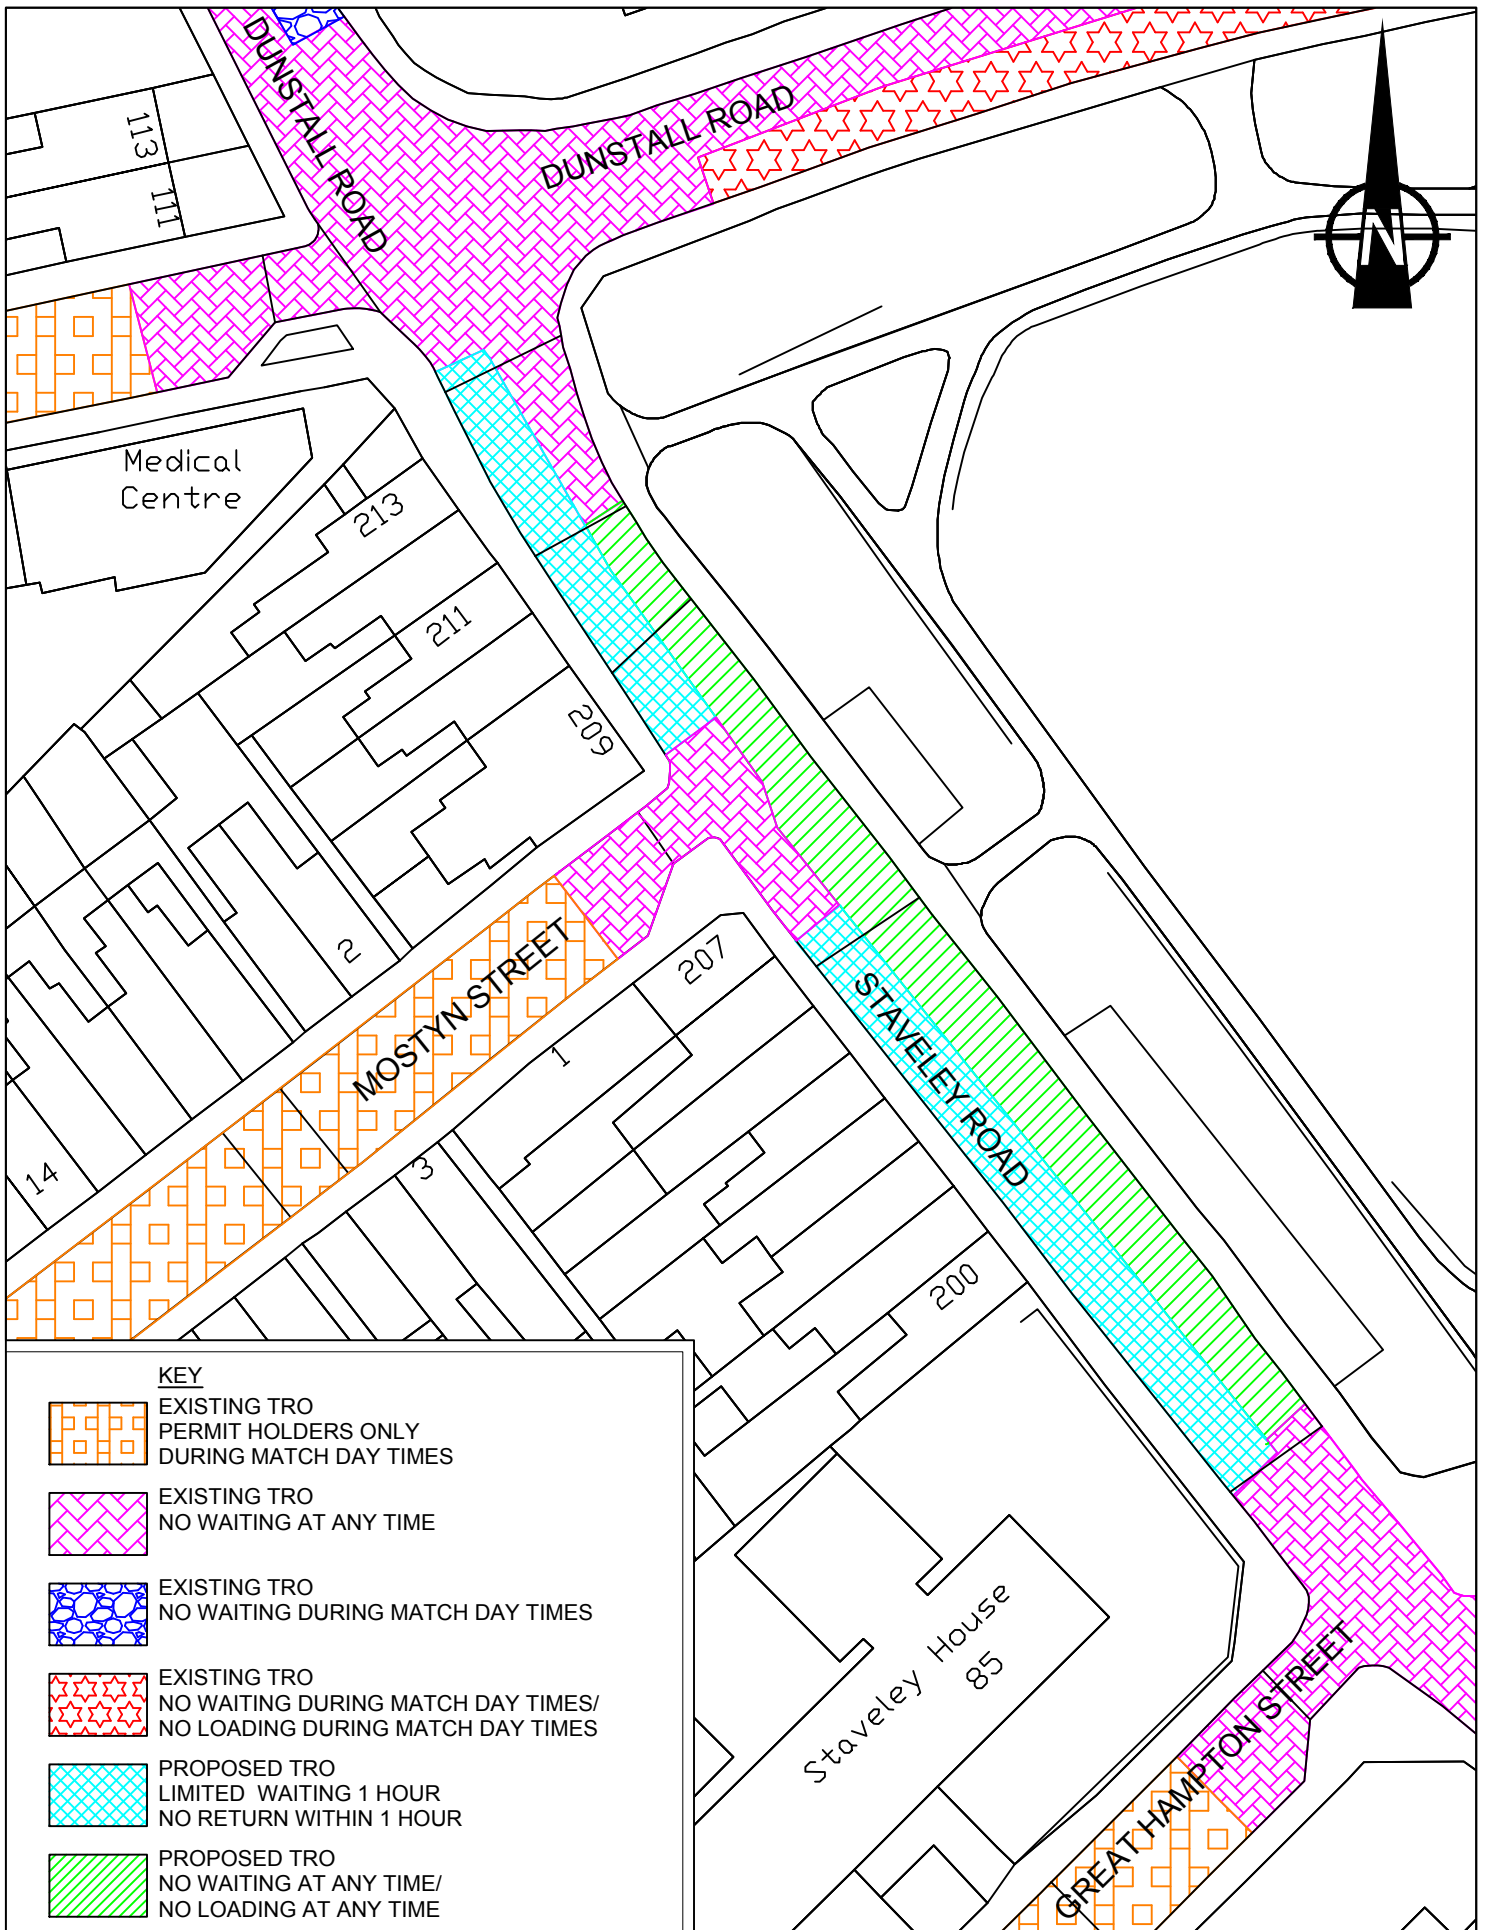 DUNSTALL ROAD
DUNSTALL ROAD
113
111
N
Medical
Centre
213
211
209
2
MOSTYN STREET
207
1
STAVELEY ROAD
14
3
200
Staveley House
85
GREAT HAMPTON STREET
KEY
EXISTING TRO
PERMIT HOLDERS ONLY
DURING MATCH DAY TIMES
EXISTING TRO
NO WAITING AT ANY TIME
EXISTING TRO
NO WAITING DURING MATCH DAY TIMES
EXISTING TRO
NO WAITING DURING MATCH DAY TIMES/
NO LOADING DURING MATCH DAY TIMES
PROPOSED TRO
LIMITED WAITING 1 HOUR
NO RETURN WITHIN 1 HOUR
PROPOSED TRO
NO WAITING AT ANY TIME/
NO LOADING AT ANY TIME